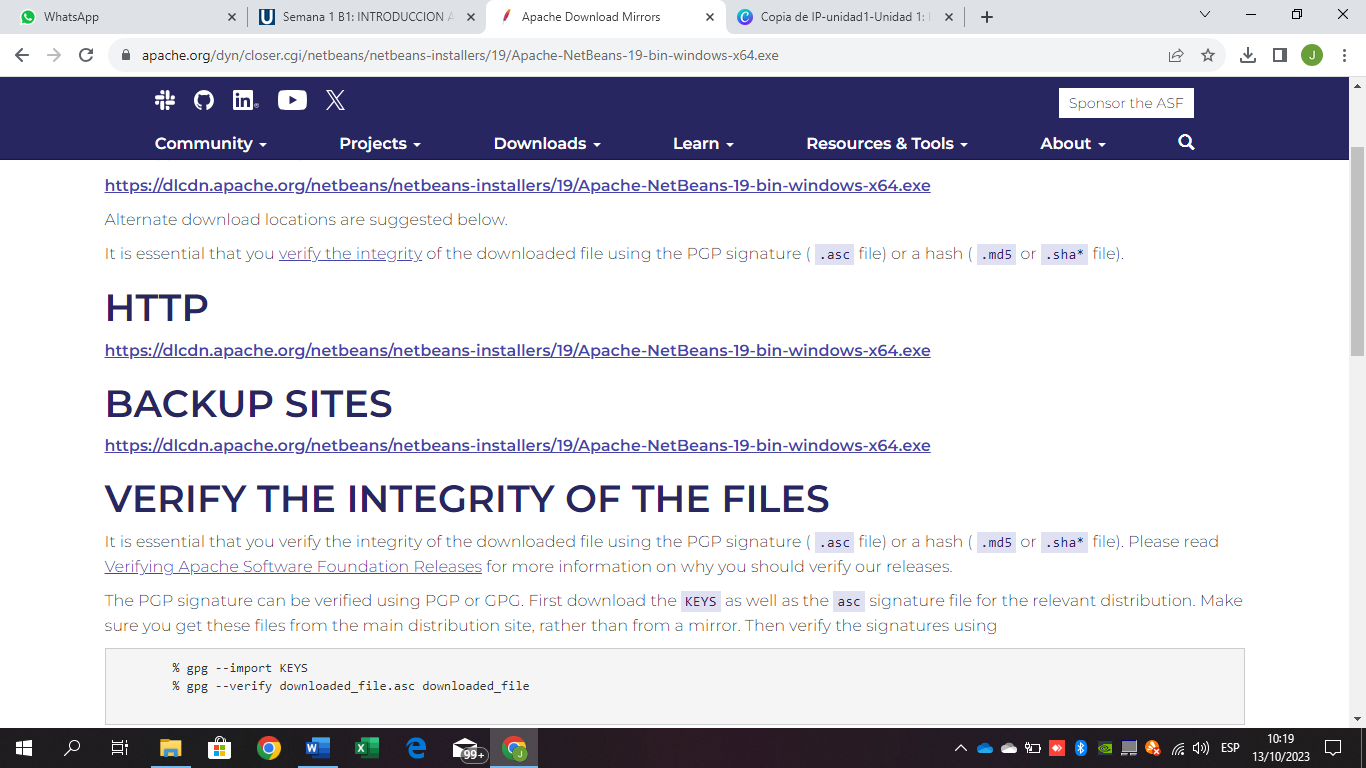 WhatsApp
Semana 1 B1: INTRODUCCION A
Apache Download Mirrors
Copia de IP-unidad1-Unidad 1:
apache.org/dyn/closer.cgi/netbeans/netbeans-installers/19/Apache-NetBeans-19-bin-windows-x64.exe
J
Sponsor the ASF
Community
Projects
Downloads
Learn
Resources & Tools
About
https://dlcdn.apache.org/netbeans/netbeans-installers/19/Apache-NetBeans-19-bin-windows-x64.exe
Alternate download locations are suggested below.
It is essential that you verify the integrity of the downloaded file using the PGP signature ( .asc file) or a hash ( .md5 or .sha* file).
HTTP
https://dlcdn.apache.org/netbeans/netbeans-installers/19/Apache-NetBeans-19-bin-windows-x64.exe
BACKUP SITES
https://dlcdn.apache.org/netbeans/netbeans-installers/19/Apache-NetBeans-19-bin-windows-x64.exe
VERIFY THE INTEGRITY OF THE FILES
It is essential that you verify the integrity of the downloaded file using the PGP signature ( .asc file) or a hash ( .md5 or .sha* file). Please read
Verifying Apache Software Foundation Releases for more information on why you should verify our releases.
The PGP signature can be verified using PGP or GPG. First download the KEYS as well as the asc signature file for the relevant distribution. Make
sure you get these files from the main distribution site, rather than from a mirror. Then verify the signatures using
% gpg --import KEYS
% gpg --verify downloaded_file.asc downloaded_file
99+
J
ESP
10:19
13/10/2023